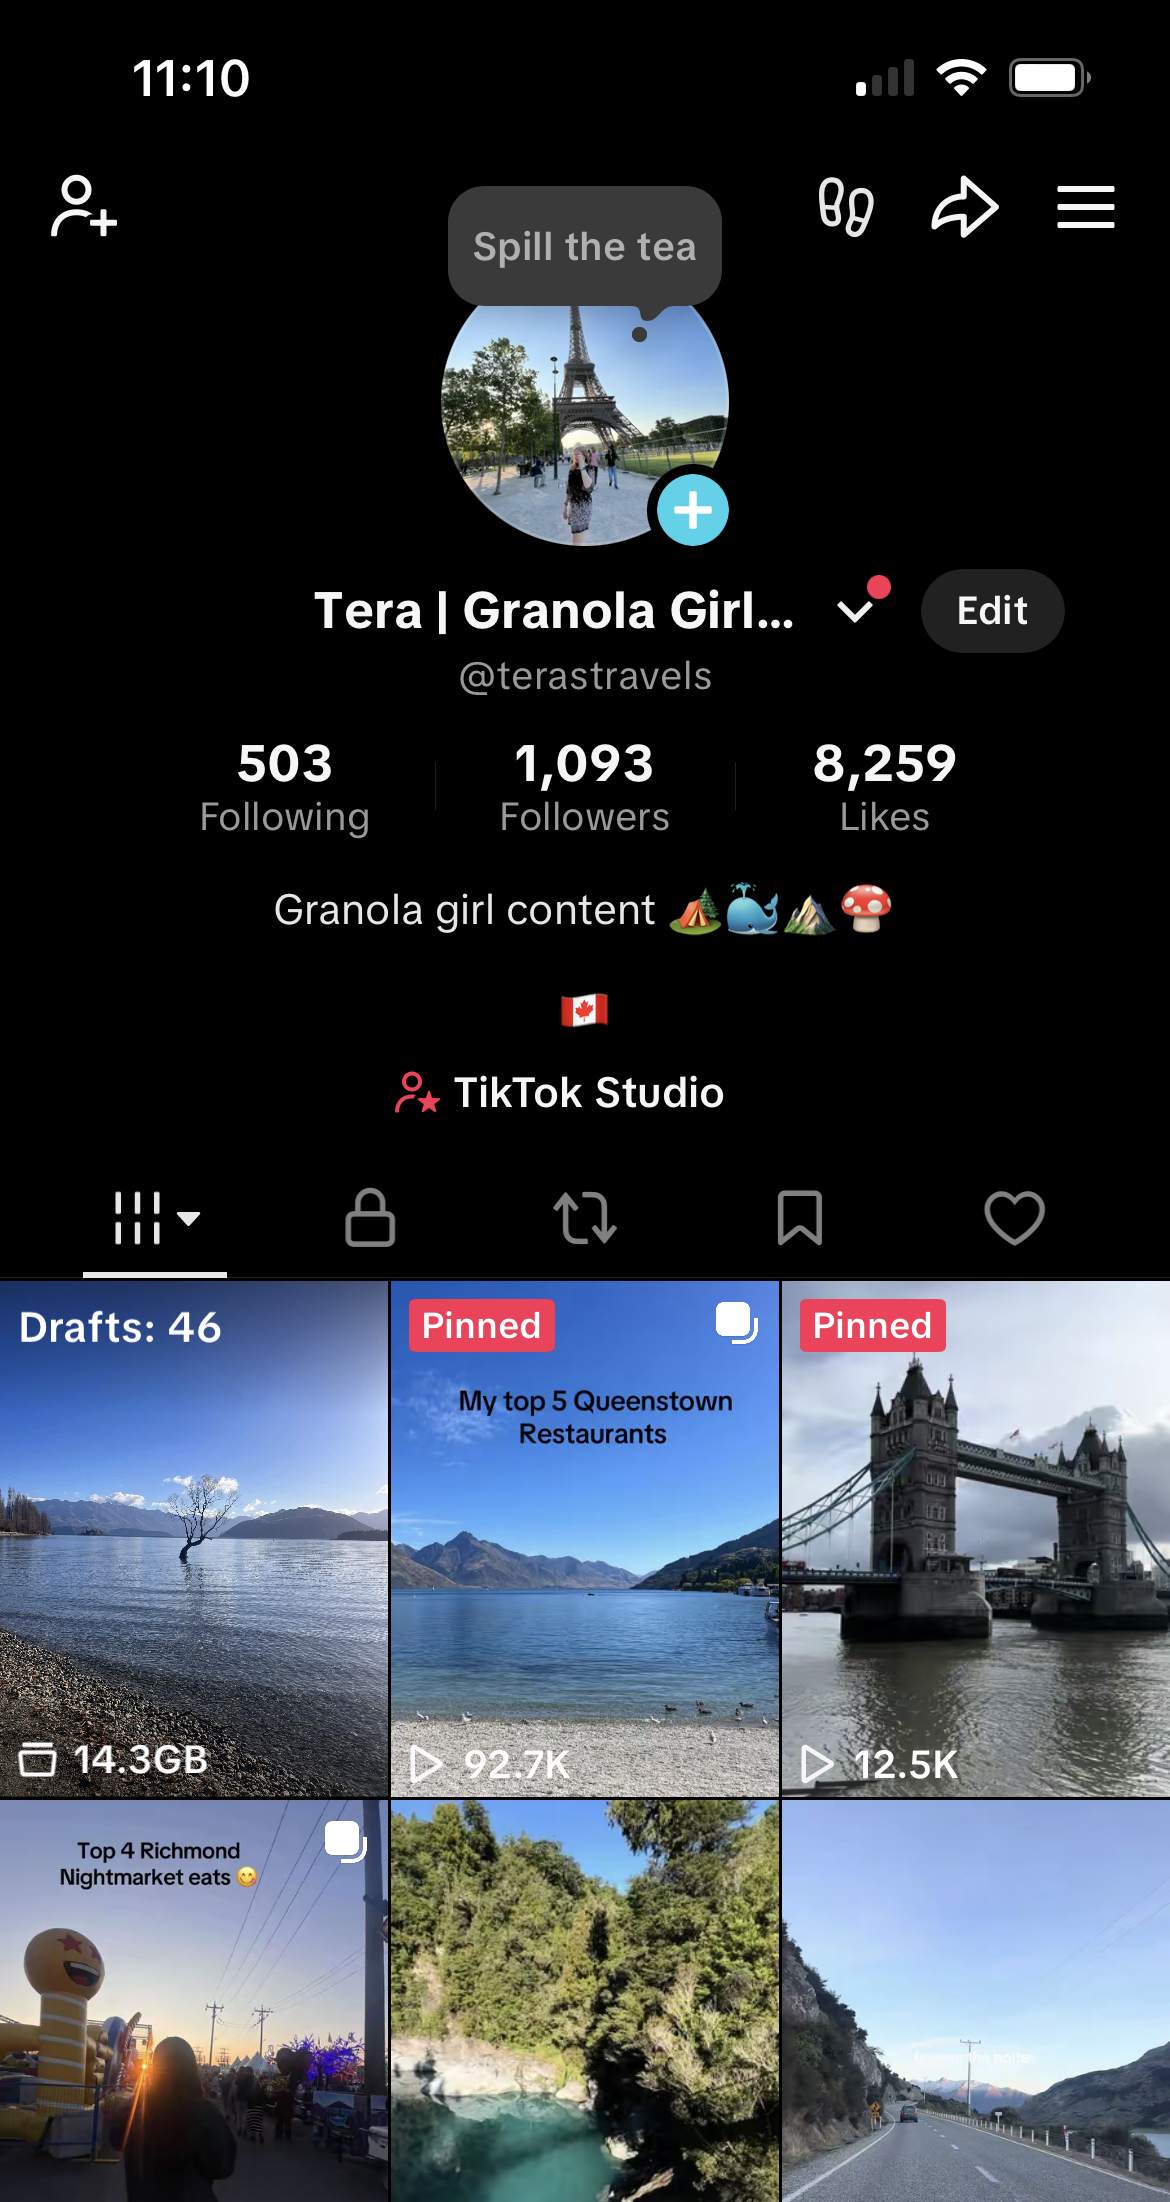 11:10
Spill the tea
Tera | Granola Girl...
Edit
@terastravels
503
Following
1,093
Followers
8,259
Likes
Granola girl content 🏕️🐳⛰️🍄
🇨🇦
TikTok Studio
Drafts: 46
14.3GB
Pinned
My top 5 Queenstown
Restaurants
92.7K
Pinned
12.5K
Top 4 Richmond
Nightmarket eats 😋